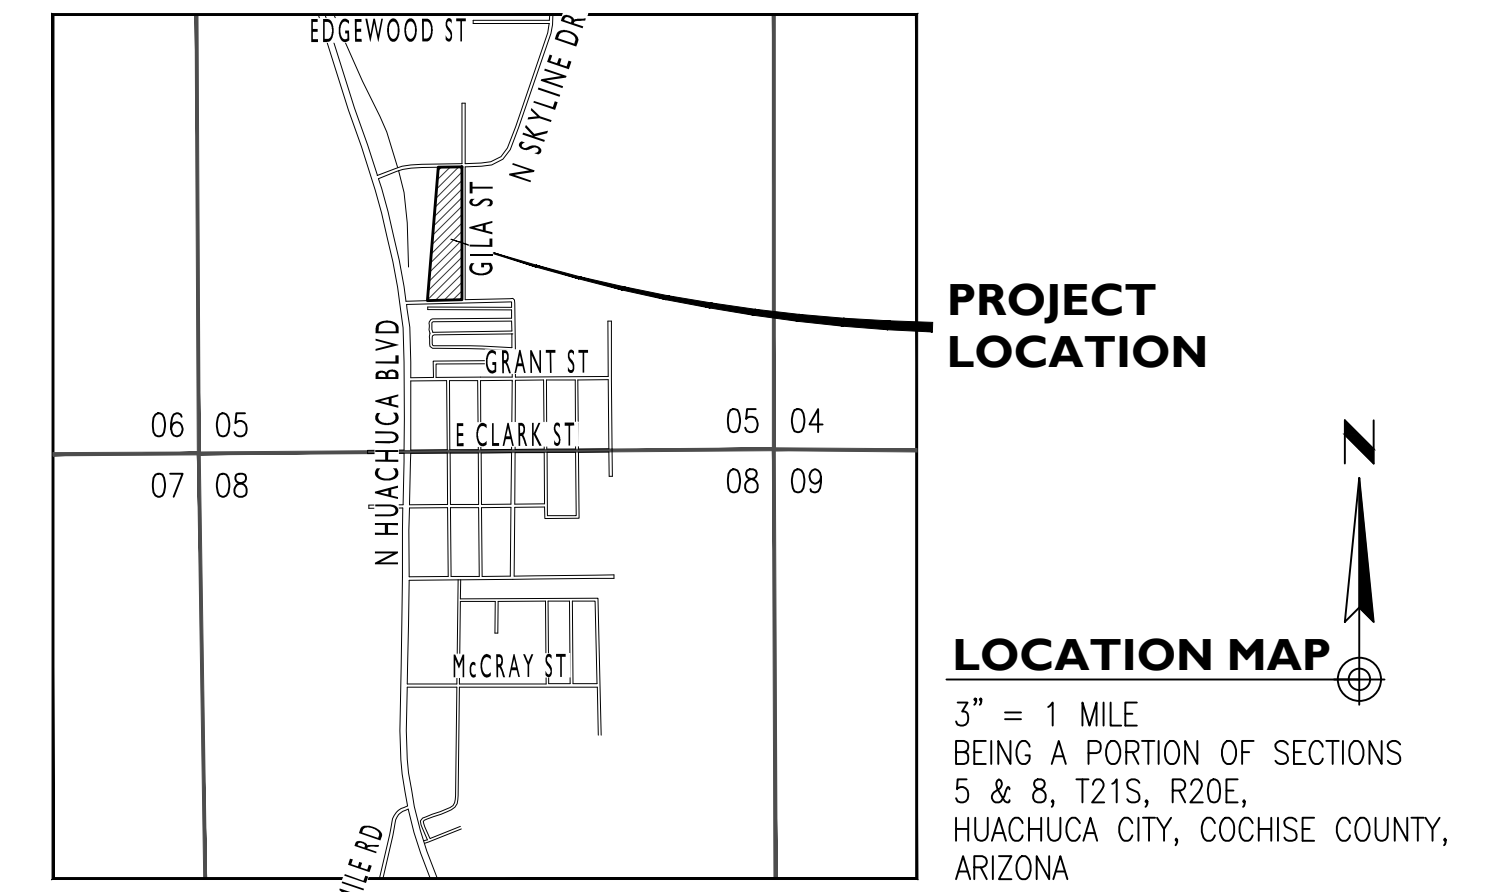 EDGEWOOD ST
N SKYLINE DR
GILA ST
PROJECT
LOCATION
N HUACHUCA BLVD
GRANT ST
06 05
05 04
E CLARK ST
07 08
08 09
N
McCRAY ST
LOCATION MAP
3" = 1 MILE
BEING A PORTION OF SECTIONS
5 & 8, T21S, R20E,
HUACHUCA CITY, COCHISE COUNTY,
ARIZONA
RD